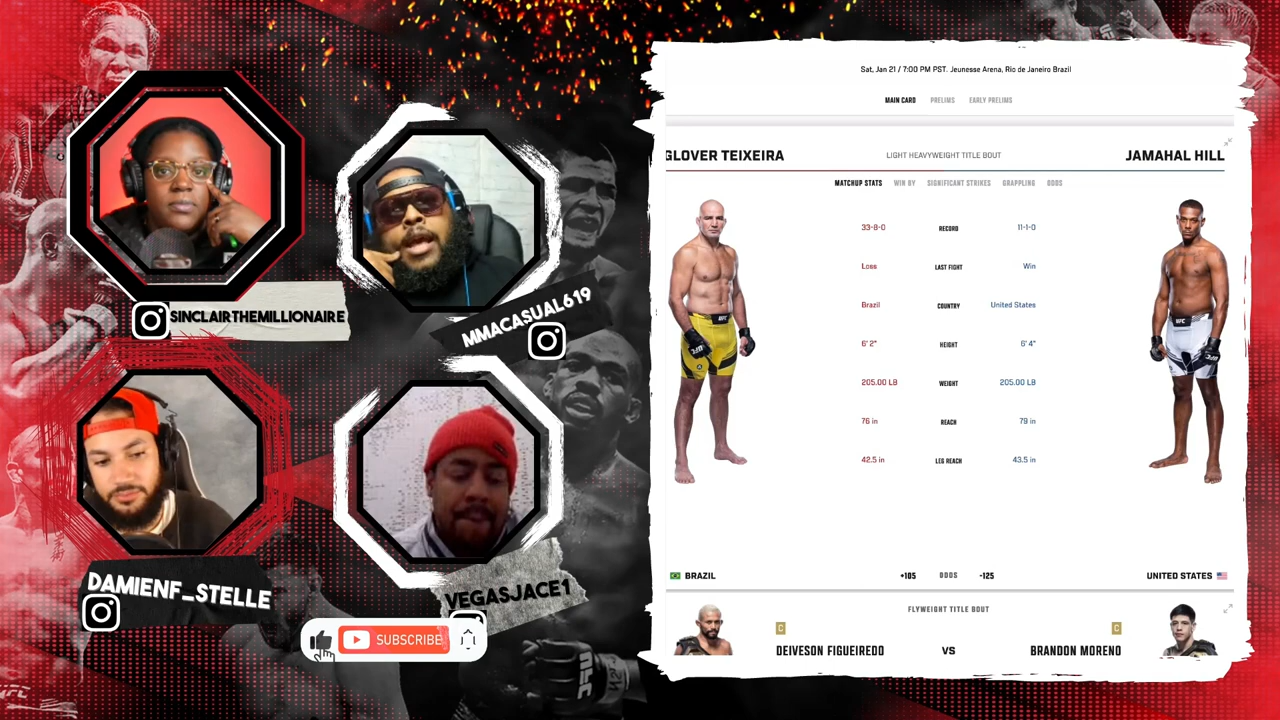 SINCLAIRTHEMILLIONAIRE
MMACASUAL619
DAMIENF_STELLE
VEGASJACE1
SUBSCRIBE
Sat, Jan 21 / 7:00 PM PST. Jeunesse Arena, Rio de Janeiro Brazil
MAIN CARD PRELIMS EARLY PRELIMS
GLOVER TEIXEIRA LIGHT HEAVYWEIGHT TITLE BOUT JAMAHAL HILL
MATCHUP STATS WIN BY SIGNIFICANT STRIKES GRAPPLING ODDS
33-8-0 RECORD 11-1-0
Loss LAST FIGHT Win
Brazil COUNTRY United States
6' 2" HEIGHT 6' 4"
205.00 LB WEIGHT 205.00 LB
76 in REACH 79 in
42.5 in LEG REACH 43.5 in
BRAZIL +105 ODDS -125 UNITED STATES
FLYWEIGHT TITLE BOUT
C C
DEIVESON FIGUEIREDO VS BRANDON MORENO
UFC
UFC